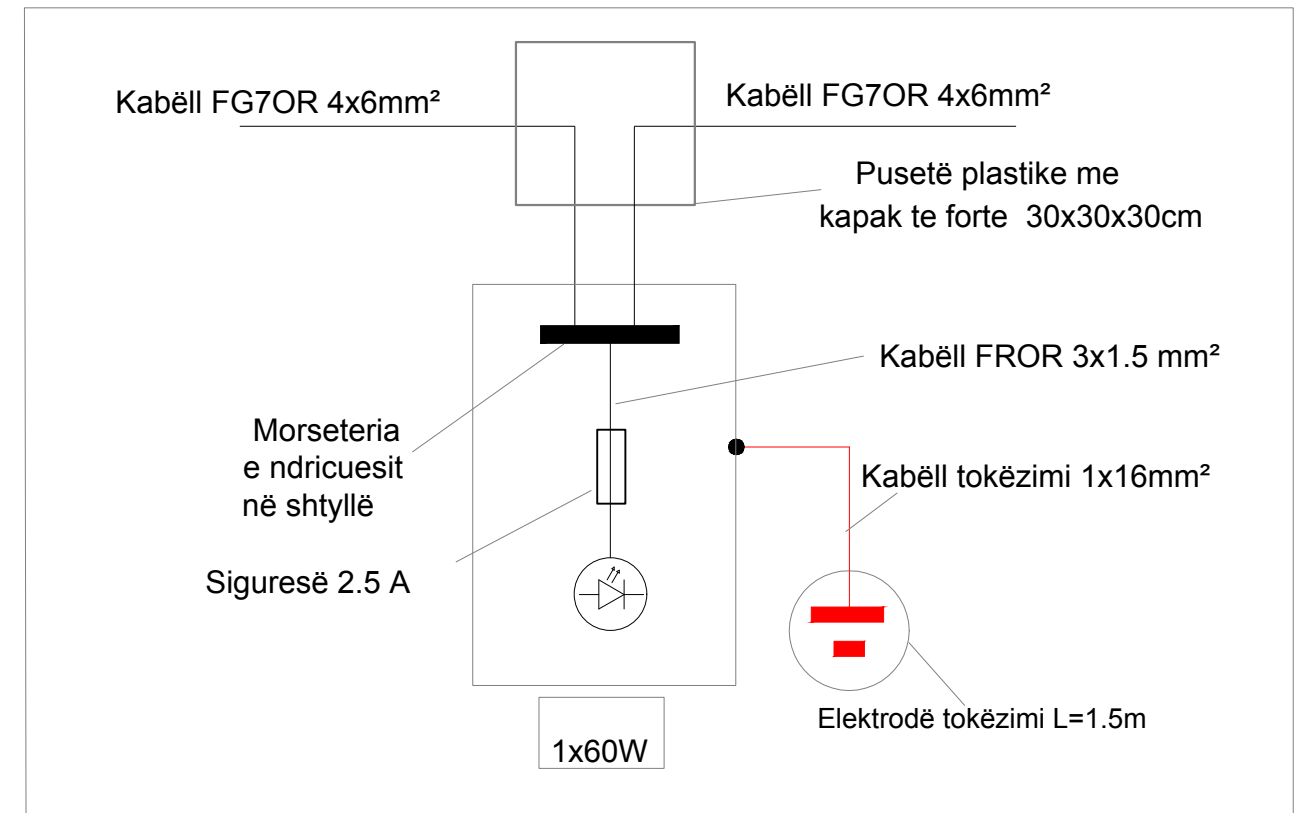 Kabëll FG7OR 4x6mm²
Kabëll FG7OR 4x6mm²
Pusetë plastike me
kapak te forte 30x30x30cm
Kabëll FROR 3x1.5 mm²
Morseteria
e ndricuesit
në shtyllë
Kabëll tokëzimi 1x16mm²
Siguresë 2.5 A
Elektrodë tokëzimi L=1.5m
1x60W